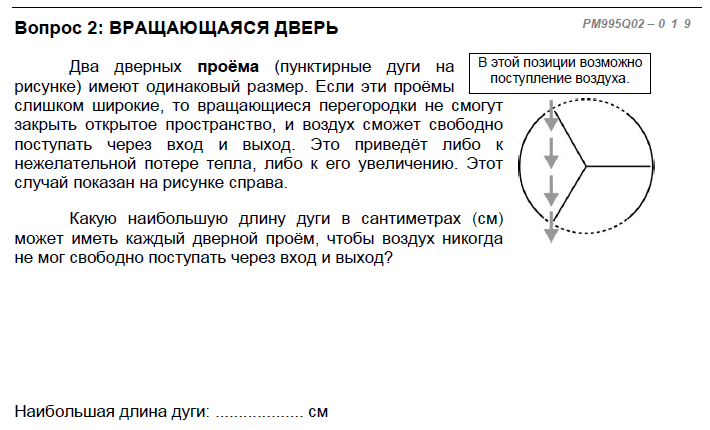 Вопрос 2: ВРАЩАЮЩАЯСЯ ДВЕРЬ
PM995Q02 – 0 1 9
Два дверных проёма (пунктирные дуги на
рисунке) имеют одинаковый размер. Если эти проёмы
слишком широкие, то вращающиеся перегородки не смогут
закрыть открытое пространство, и воздух сможет свободно
поступать через вход и выход. Это приведёт либо к
нежелательной потере тепла, либо к его увеличению. Этот
случай показан на рисунке справа.
В этой позиции возможно
поступление воздуха.
Какую наибольшую длину дуги в сантиметрах (см)
может иметь каждый дверной проём, чтобы воздух никогда
не мог свободно поступать через вход и выход?
Наибольшая длина дуги: ................... см